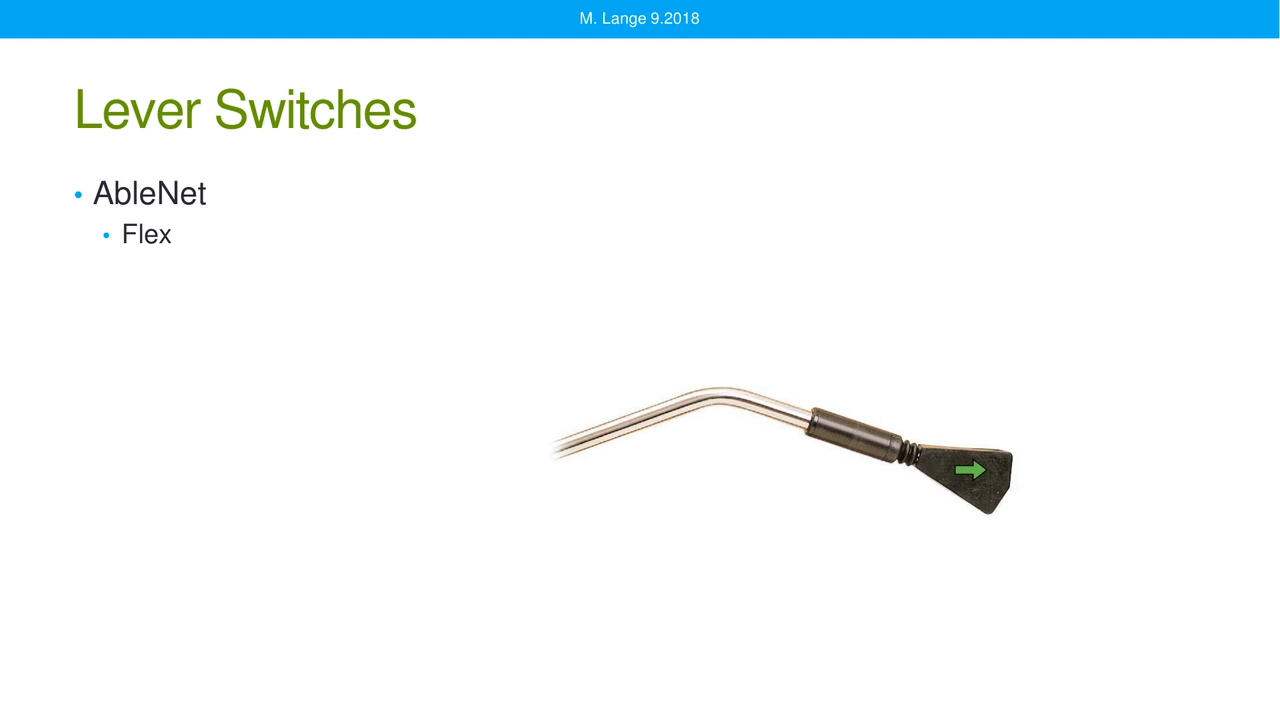 M. Lange 9.2018
Lever Switches
• AbleNet
• Flex